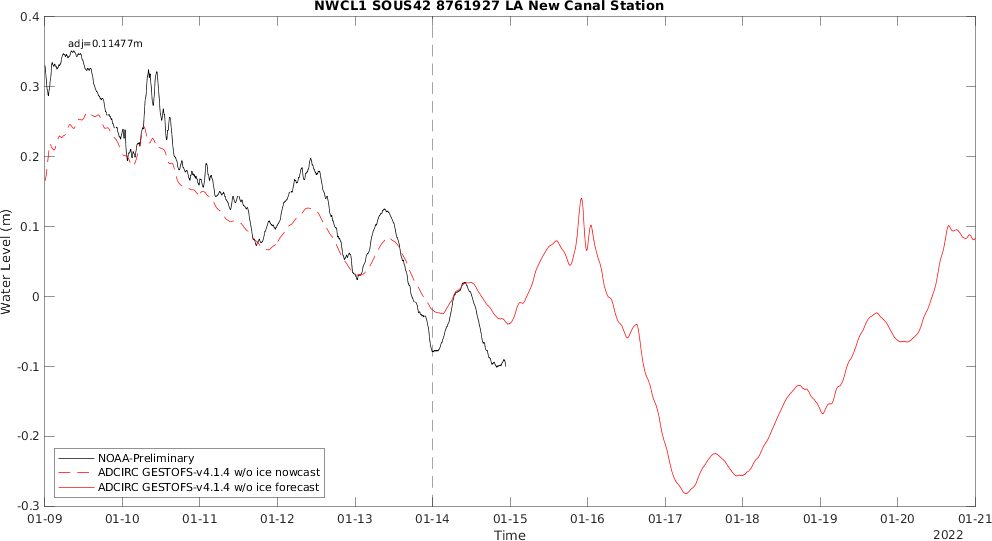 NWCL1 SOUS42 8761927 LA New Canal Station
adj=0.11477m
0.4
0.3
0.2
0.1
0
-0.1
-0.2
-0.3
Water Level (m)
NOAA-Preliminary
ADCIRC GESTOFS-v4.1.4 w/o ice nowcast
ADCIRC GESTOFS-v4.1.4 w/o ice forecast
01-09 01-10 01-11 01-12 01-13 01-14 01-15 01-16 01-17 01-18 01-19 01-20 01-21
Time
2022